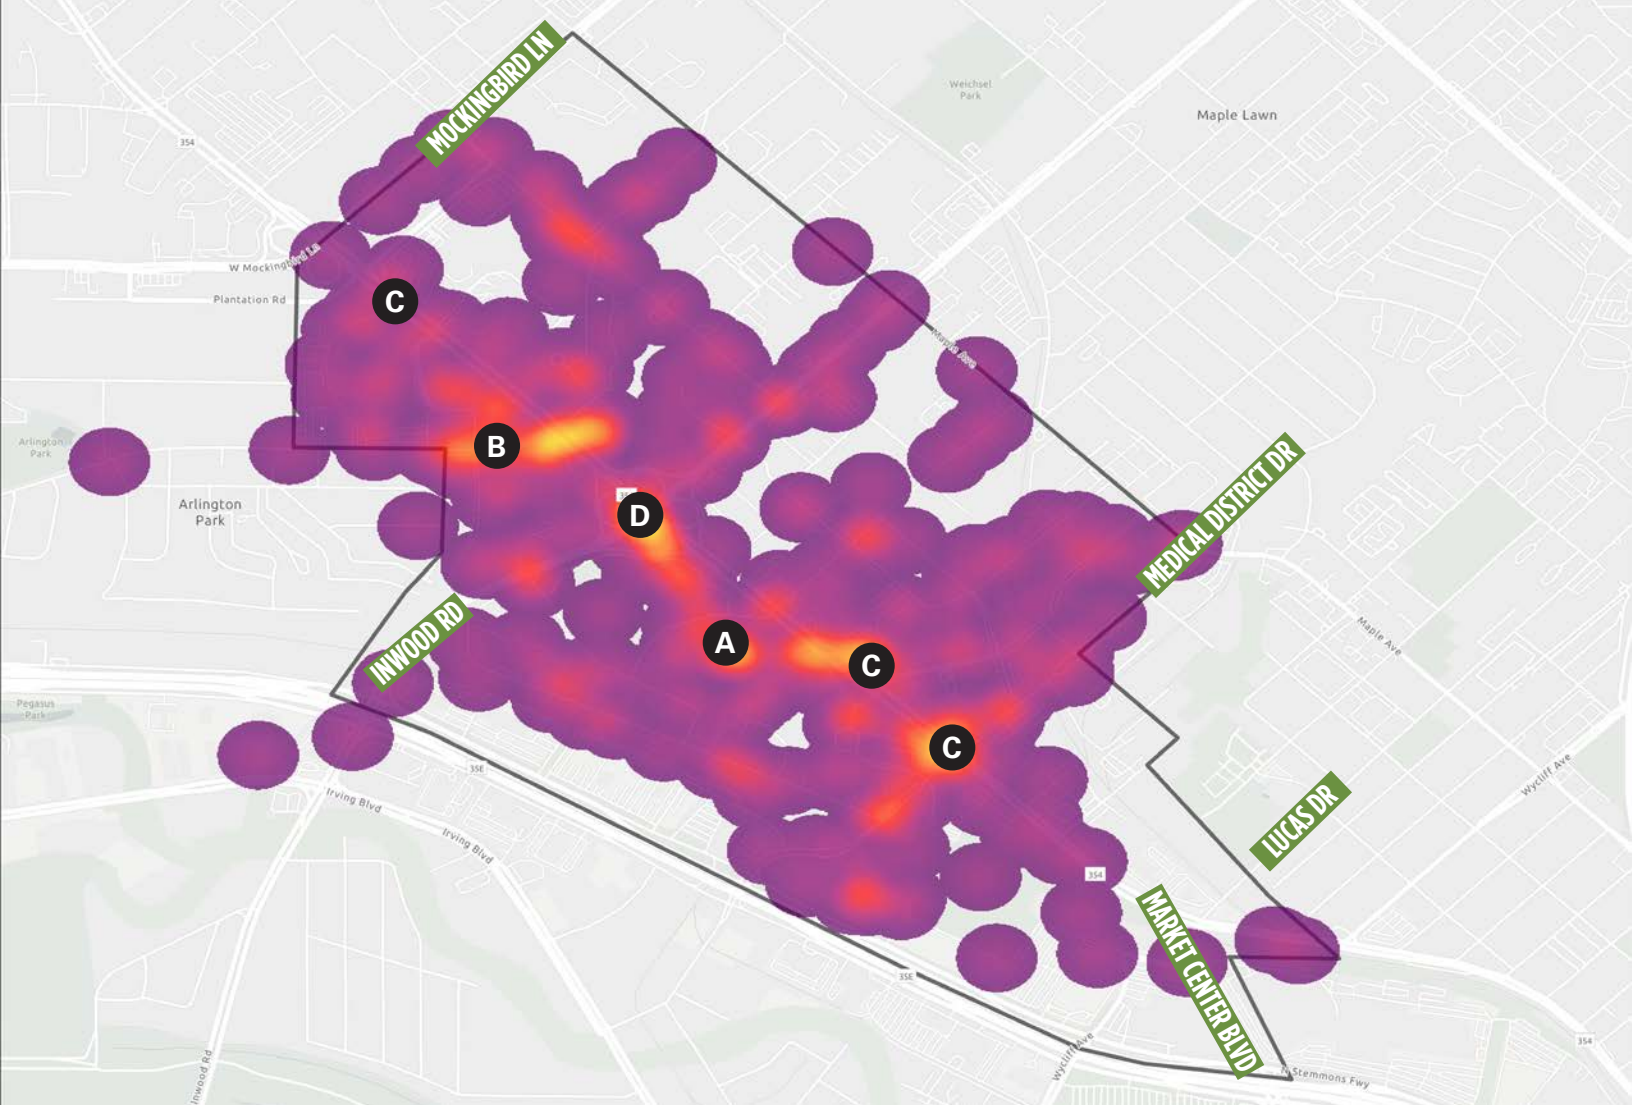 MOCKINGBIRD LN
Weichsel
Park
Maple Lawn
354
W Mockingbird Ln
Plantation Rd
C
Maple Ave
Arlington
Park
B
MEDICAL DISTRICT DR
Arlington
Park
D
INWOOD RD
A
C
Maple Ave
Pegasus
Park
C
35E
Wycliff Ave
Irving Blvd
Irving Blvd
LUCAS DR
354
MARKET CENTER BLVD
35E
354
Wycliff Ave
Inwood Rd
N Stemmons Fwy